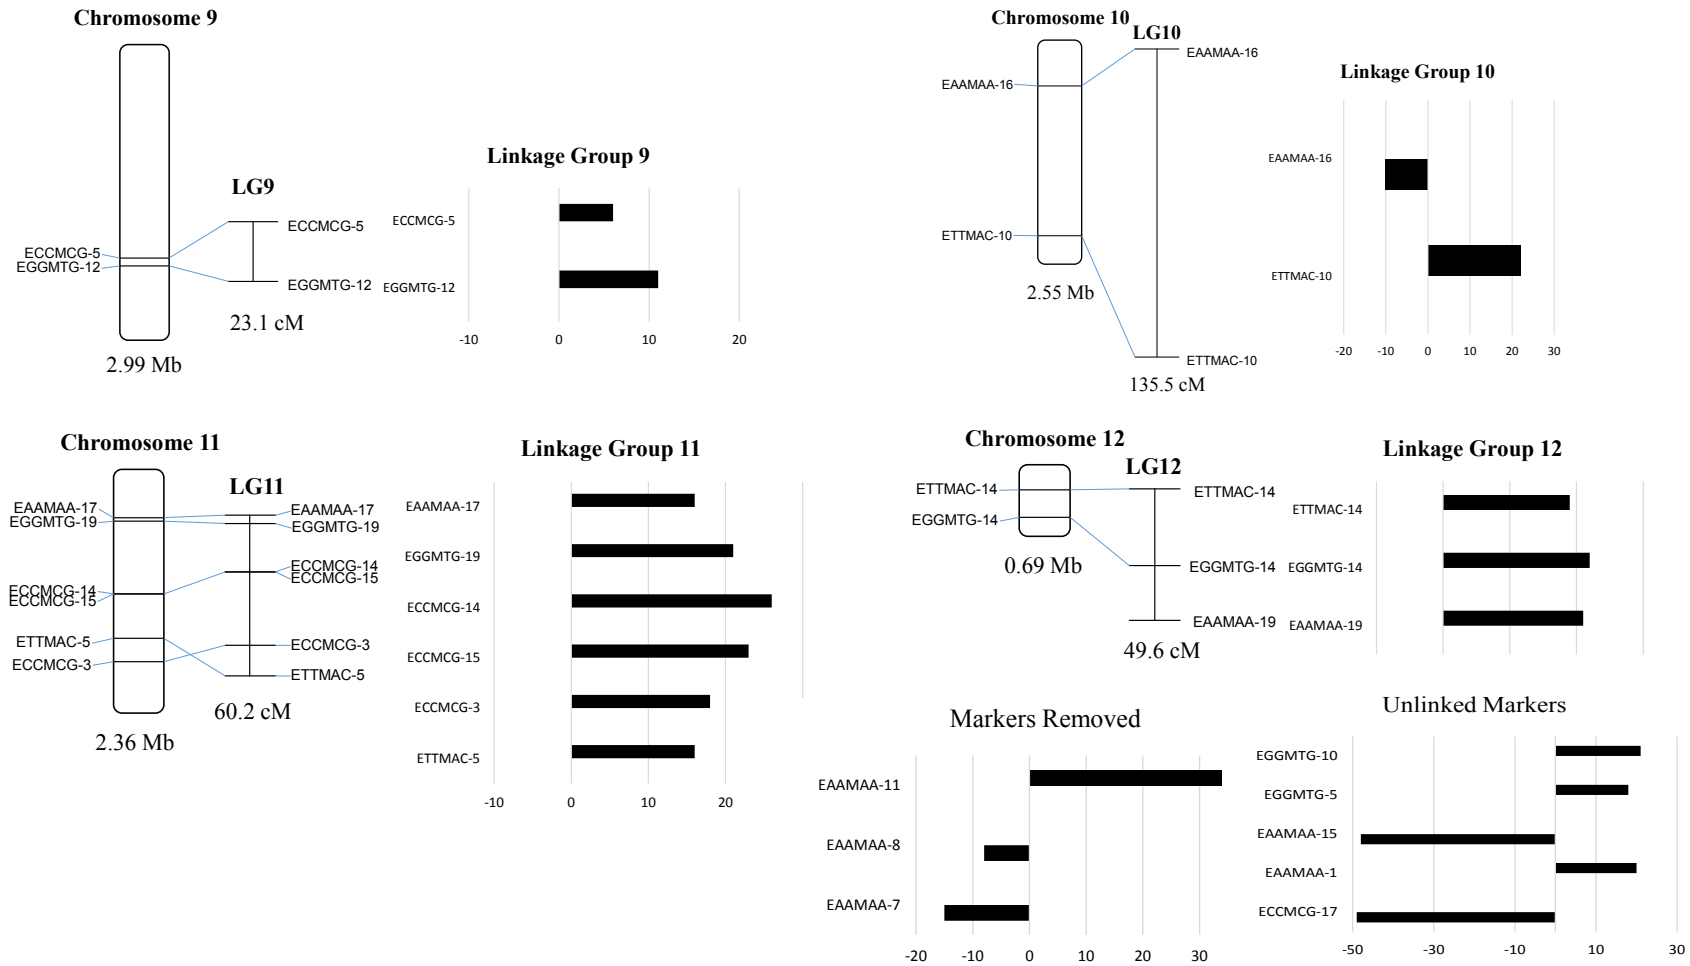 Chromosome 9
LG9
ECCMCG-5
EGGMTG-12
ECCMCG-5
EGGMTG-12
23.1 cM
2.99 Mb
Linkage Group 9
ECCMCG-5
EGGMTG-12
-10 0 10 20
Chromosome 10
LG10
EAAMAA-16
ETTMAC-10
EAAMAA-16
ETTMAC-10
2.55 Mb
135.5 cM
Linkage Group 10
EAAMAA-16
ETTMAC-10
-20 -10 0 10 20 30
Chromosome 11
LG11
EAAMAA-17
EGGMTG-19
ECCMCG-14
ECCMCG-15
ETTMAC-5
ECCMCG-3
EAAMAA-17
EGGMTG-19
ECCMCG-14
ECCMCG-15
ECCMCG-3
ETTMAC-5
60.2 cM
2.36 Mb
Linkage Group 11
EAAMAA-17
EGGMTG-19
ECCMCG-14
ECCMCG-15
ECCMCG-3
ETTMAC-5
-10 0 10 20
Chromosome 12
LG12
ETTMAC-14
EGGMTG-14
ETTMAC-14
EGGMTG-14
EAAMAA-19
0.69 Mb
49.6 cM
Linkage Group 12
ETTMAC-14
EGGMTG-14
EAAMAA-19
Markers Removed
EAAMAA-11
EAAMAA-8
EAAMAA-7
-20 -10 0 10 20 30
Unlinked Markers
EGGMTG-10
EGGMTG-5
EAAMAA-15
EAAMAA-1
ECCMCG-17
-50 -30 -10 10 30